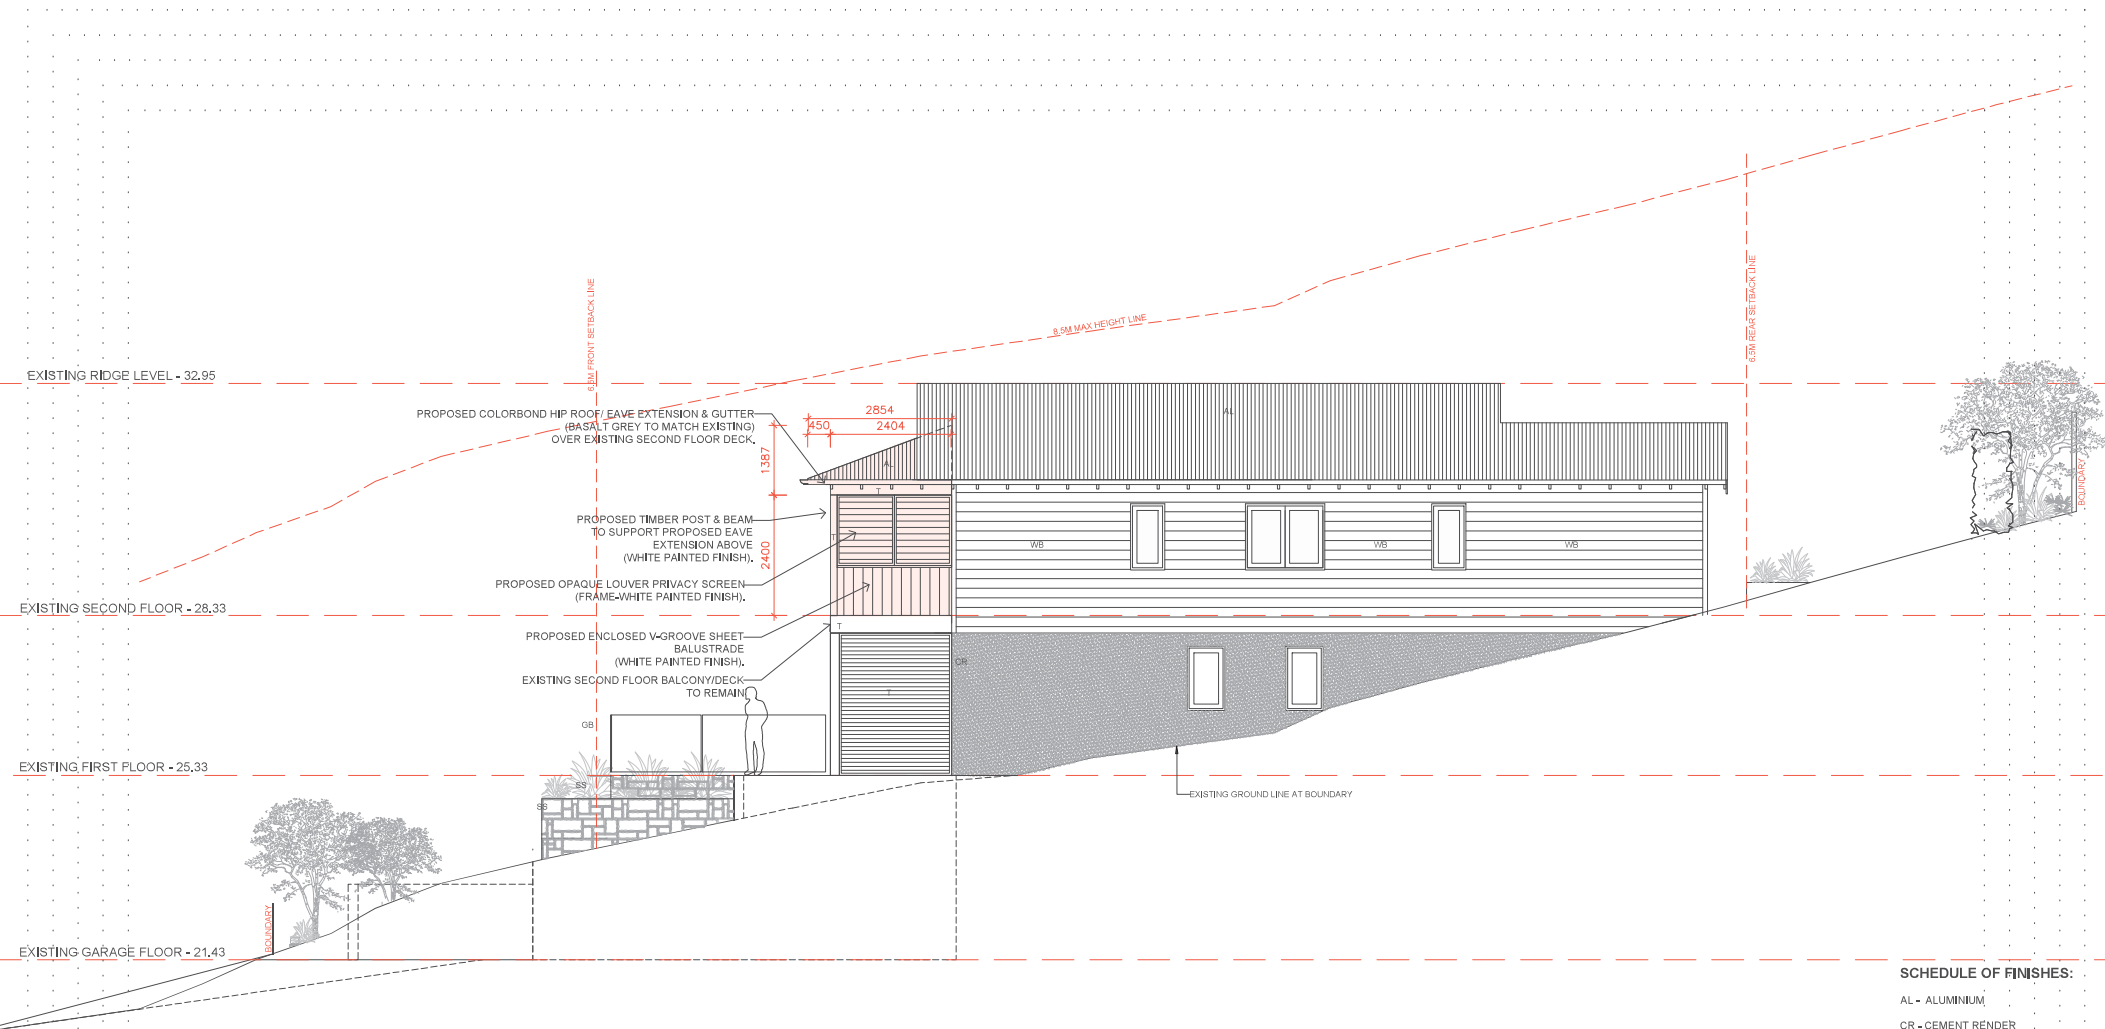 8.5M MAX HEIGHT LINE
6.5M FRONT SETBACK LINE
6.5M REAR SETBACK LINE
EXISTING RIDGE LEVEL - 32.95
PROPOSED COLORBOND HIP ROOF/ EAVE EXTENSION & GUTTER
(BASALT GREY TO MATCH EXISTING)
OVER EXISTING SECOND FLOOR DECK.
2854
450
2404
1387
2400
AL
AL
T
T
PROPOSED TIMBER POST & BEAM
TO SUPPORT PROPOSED EAVE
EXTENSION ABOVE
(WHITE PAINTED FINISH).
WB
WB
WB
PROPOSED OPAQUE LOUVER PRIVACY SCREEN
(FRAME-WHITE PAINTED FINISH).
EXISTING SECOND FLOOR - 28.33
T
PROPOSED ENCLOSED V-GROOVE SHEET
BALUSTRADE
(WHITE PAINTED FINISH).
CR
EXISTING SECOND FLOOR BALCONY/DECK
TO REMAIN
T
GB
EXISTING FIRST FLOOR - 25.33
SS
SS
EXISTING GROUND LINE AT BOUNDARY
BOUNDARY
BOUNDARY
EXISTING GARAGE FLOOR - 21.43
SCHEDULE OF FINISHES:
AL - ALUMINIUM
CR - CEMENT RENDER